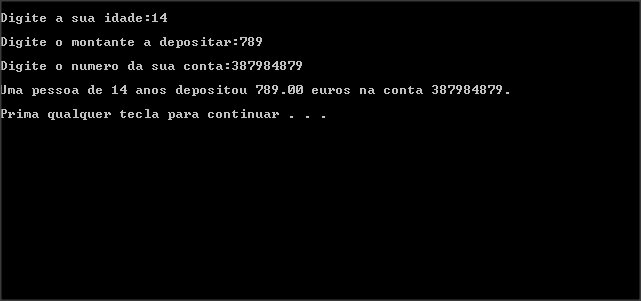 Digite a sua idade:14
Digite o montante a depositar:789
Digite o numero da sua conta:387984879
Uma pessoa de 14 anos depositou 789.00 euros na conta 387984879.
Prima qualquer tecla para continuar . . .